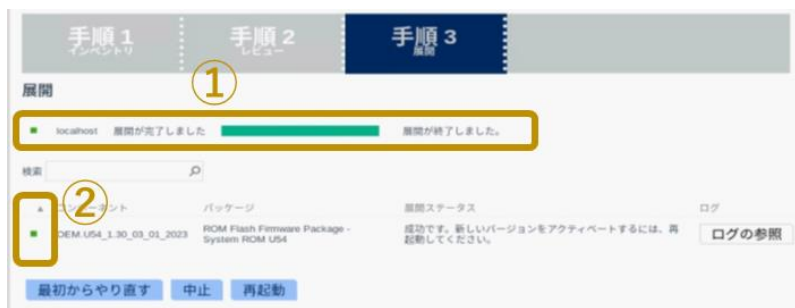 手順 1
インベントリ
手順 2
レビュー
手順 3
展開
①
展開
localhost 展開が完了しました 展開が終了しました。
検索
②
▲ コンポーネント パッケージ 展開ステータス ログ
OEM.U54_1.30_03_01_2023 ROM Flash Firmware Package - 成功です。新しいバージョンをアクティベートするには、再 ログの参照
System ROM U54 起動してください。
最初からやり直す 中止 再起動